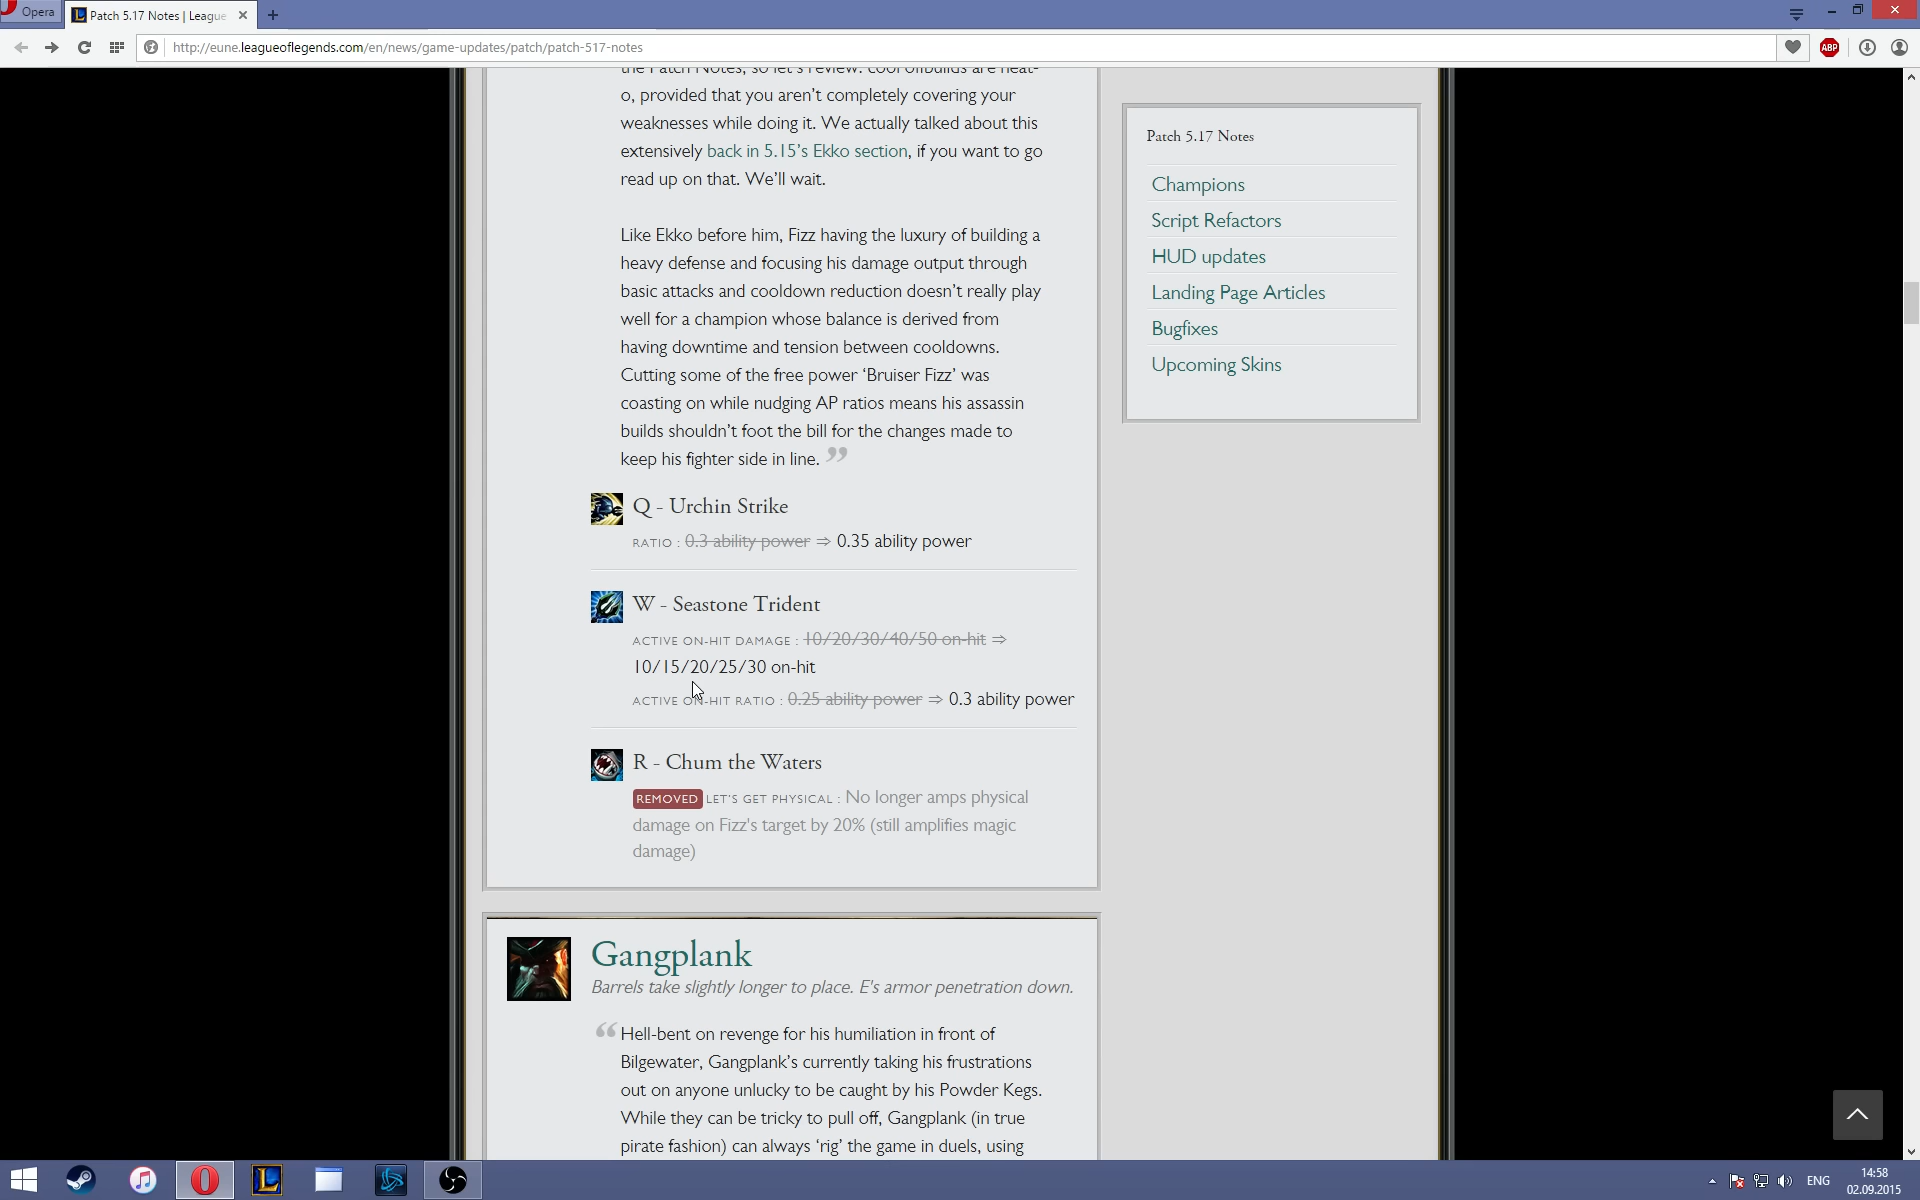 Opera
Patch 5.17 Notes | League
http://eune.leagueoflegends.com/en/news/game-updates/patch/patch-517-notes
ABP
the Patch Notes, so let's review: cool offbuilds are neat-
o, provided that you aren't completely covering your
weaknesses while doing it. We actually talked about this
extensively back in 5.15's Ekko section, if you want to go
read up on that. We'll wait.
Like Ekko before him, Fizz having the luxury of building a
heavy defense and focusing his damage output through
basic attacks and cooldown reduction doesn't really play
well for a champion whose balance is derived from
having downtime and tension between cooldowns.
Cutting some of the free power ‘Bruiser Fizz’ was
coasting on while nudging AP ratios means his assassin
builds shouldn't foot the bill for the changes made to
keep his fighter side in line. ”
Q - Urchin Strike
RATIO : 0.3 ability power ⇒ 0.35 ability power
W - Seastone Trident
ACTIVE ON-HIT DAMAGE : 10/20/30/40/50 on-hit ⇒
10/15/20/25/30 on-hit
ACTIVE ON-HIT RATIO : 0.25 ability power ⇒ 0.3 ability power
R - Chum the Waters
REMOVED LET'S GET PHYSICAL : No longer amps physical
damage on Fizz's target by 20% (still amplifies magic
damage)
Gangplank
Barrels take slightly longer to place. E's armor penetration down.
“ Hell-bent on revenge for his humiliation in front of
Bilgewater, Gangplank's currently taking his frustrations
out on anyone unlucky to be caught by his Powder Kegs.
While they can be tricky to pull off, Gangplank (in true
pirate fashion) can always ‘rig’ the game in duels, using
Patch 5.17 Notes
Champions
Script Refactors
HUD updates
Landing Page Articles
Bugfixes
Upcoming Skins
ENG
14:58
02.09.2015